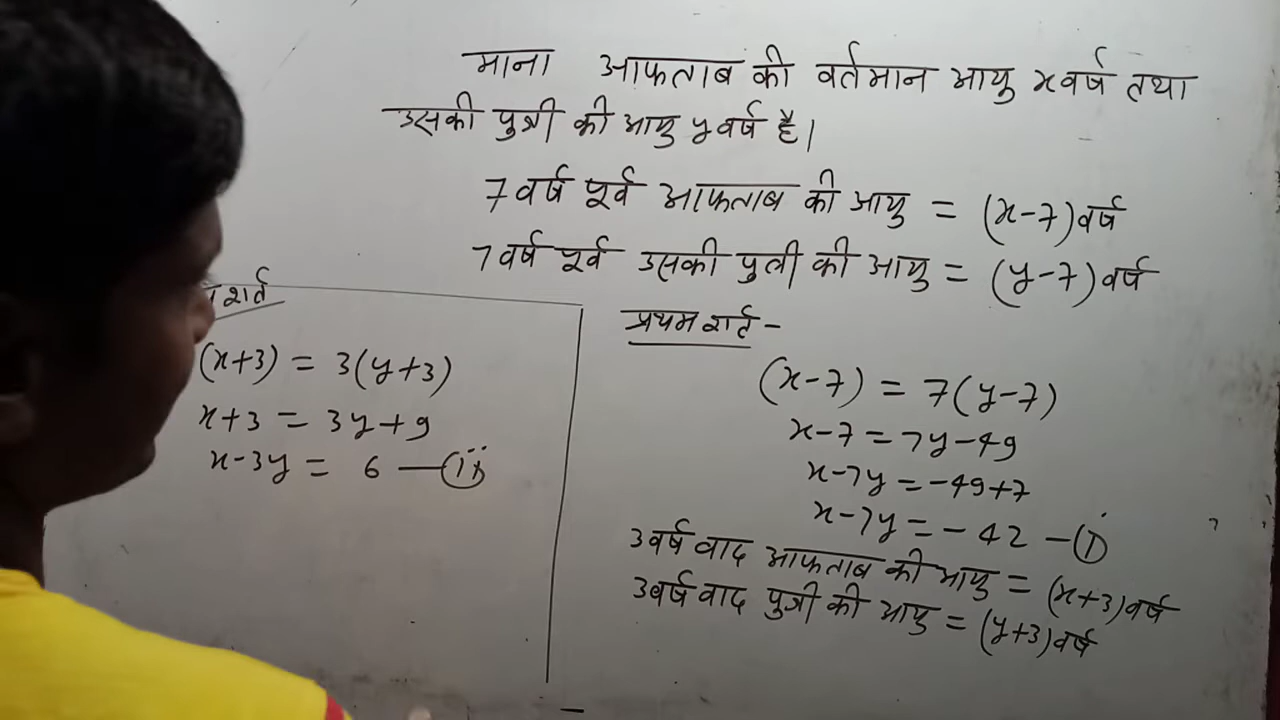 माना आफताब की वर्तमान आयु x वर्ष तथा
उसकी पुत्री की आयु y वर्ष है।
7 वर्ष पूर्व आफताब की आयु = (x-7) वर्ष
7 वर्ष पूर्व उसकी पुत्री की आयु = (y-7) वर्ष
प्रथम शर्त -
(x-7) = 7(y-7)
x-7 = 7y-49
x-7y = -49+7
x-7y = -42 - (i)
3 वर्ष वाद आफताब की आयु = (x+3) वर्ष
3 वर्ष वाद पुत्री की आयु = (y+3) वर्ष
शर्त
(x+3) = 3(y+3)
x+3 = 3y+9
x-3y = 6 - (ii)